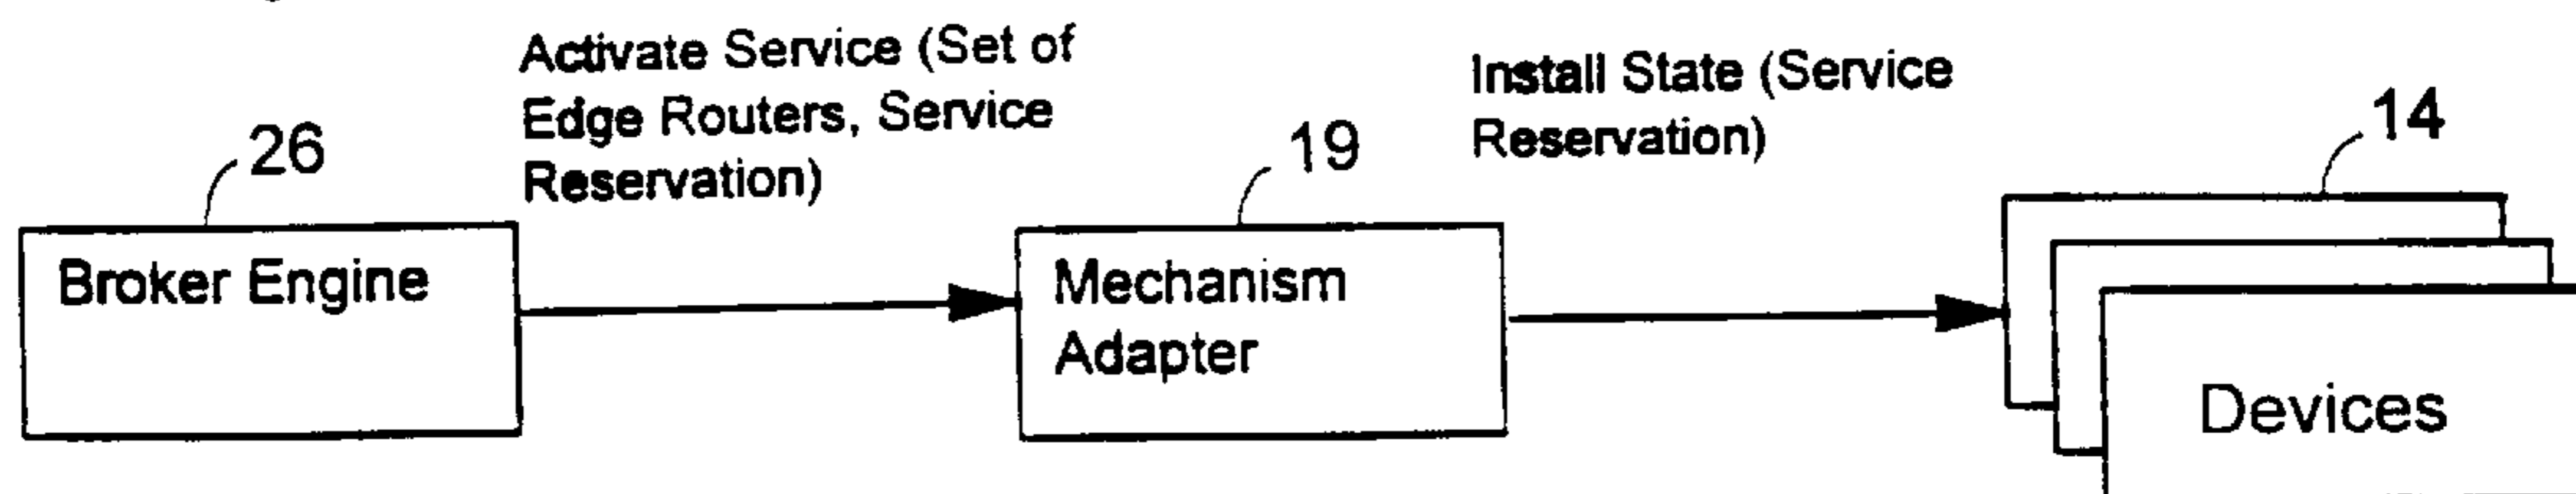 Activate Service (Set of
Edge Routers, Service
Reservation)
Install State (Service
Reservation)
26
19
14
Broker Engine
Mechanism
Adapter
Devices